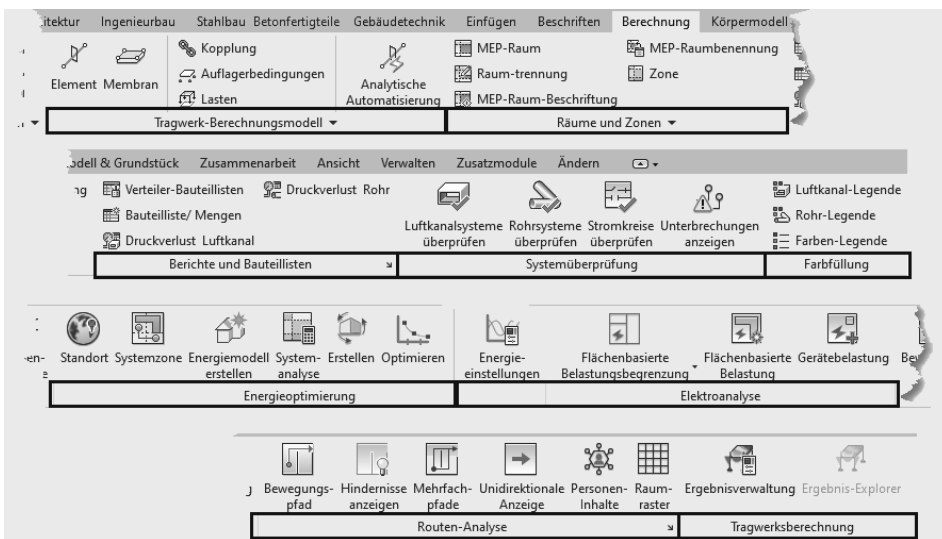 itektur Ingenieurbau Stahlbau Betonfertigteile Gebäudetechnik Einfügen Beschriften Berechnung Körpermodell
Kopplung MEP-Raum MEP-Raumbenennung
Auflagerbedingungen Raum-trennung Zone
Element Membran Analytische
Lasten Automatisierung MEP-Raum-Beschriftung
Tragwerk-Berechnungsmodell Räume und Zonen
odell & Grundstück Zusammenarbeit Ansicht Verwalten Zusatzmodule Ändern
ng Verteiler-Bauteillisten Druckverlust Rohr Luftkanal-Legende
Bauteilliste/ Mengen Rohr-Legende
Luftkanalsysteme Rohrsysteme Stromkreise Unterbrechungen
Druckverlust Luftkanal überprüfen überprüfen überprüfen anzeigen Farben-Legende
Berichte und Bauteillisten Systemüberprüfung Farbfüllung
en- Standort Systemzone Energiemodell System- Erstellen Optimieren Energie- Flächenbasierte Flächenbasierte Gerätebelastung Be
e erstellen analyse einstellungen Belastungsbegrenzung Belastung
Energieoptimierung Elektroanalyse
Bewegungs- Hindernisse Mehrfach- Unidirektionale Personen- Raum- Ergebnisverwaltung Ergebnis-Explorer
pfad anzeigen pfade Anzeige Inhalte raster
Routen-Analyse Tragwerksberechnung